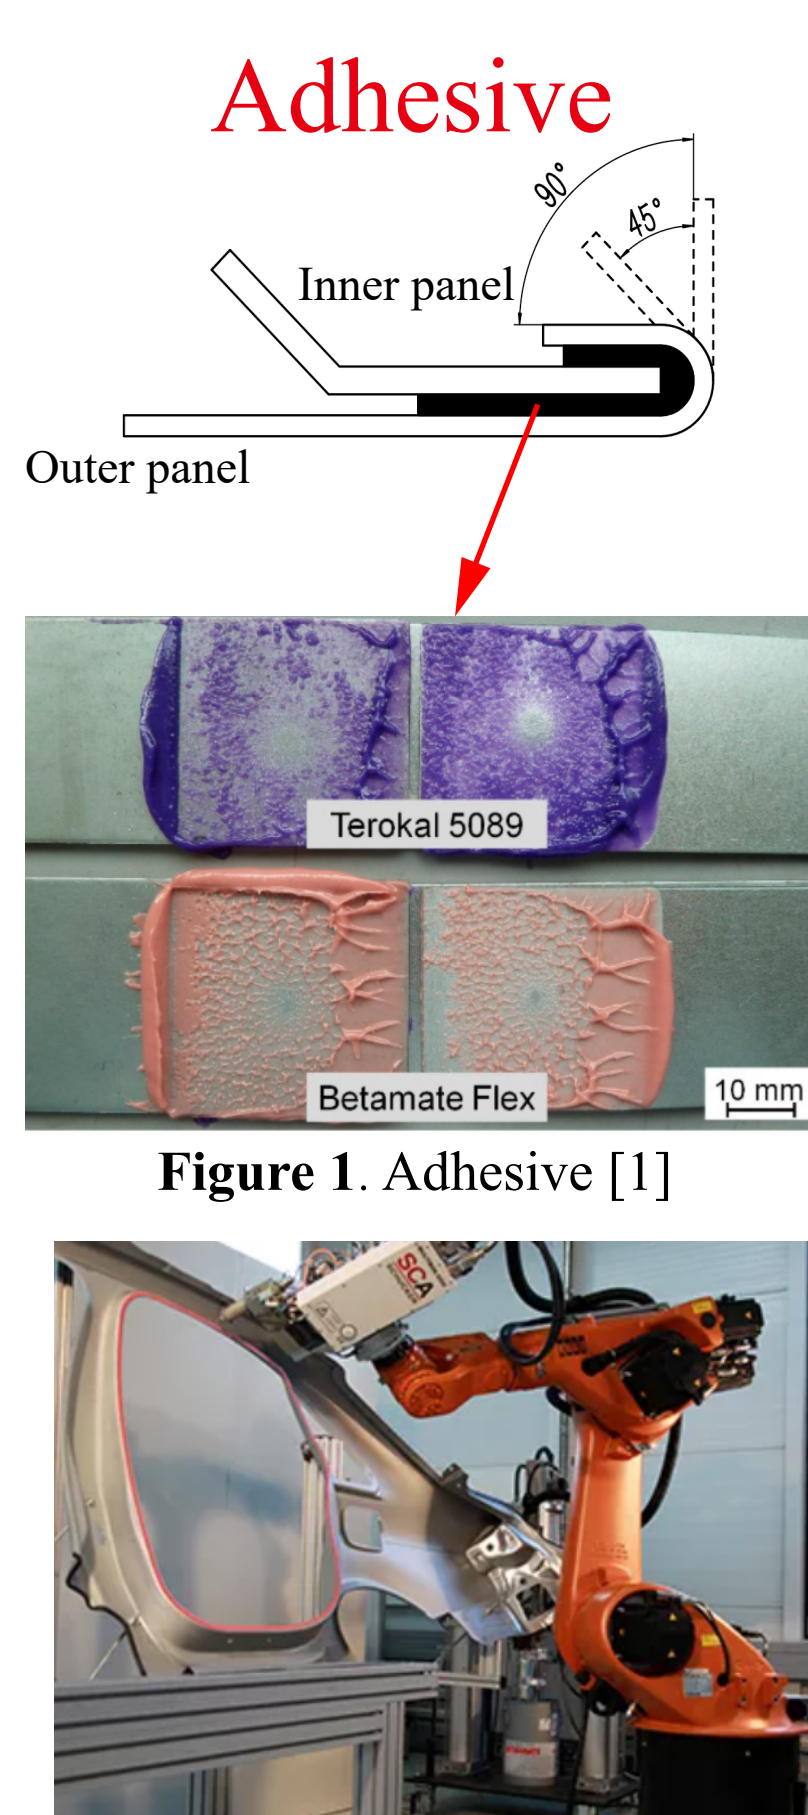 Adhesive
90°
45°
Inner panel
Outer panel
Terokal 5089
Betamate Flex
10 mm
Figure 1. Adhesive [1]
SCA